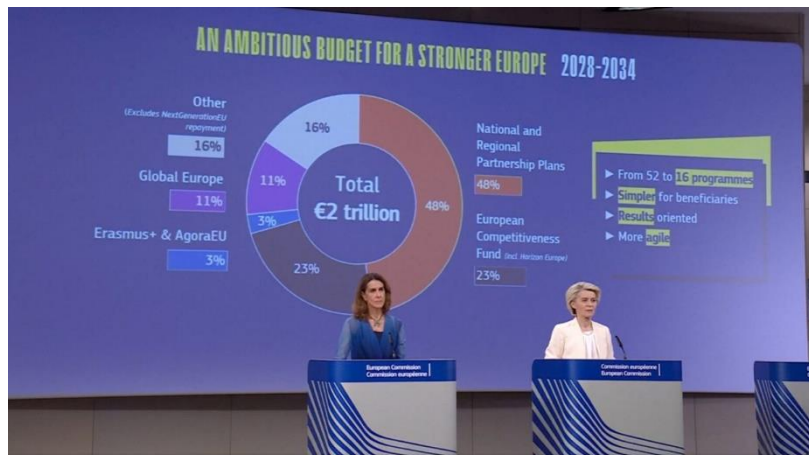 AN AMBITIOUS BUDGET FOR A STRONGER EUROPE 2028-2034
Other
(Excludes NextGenerationEU
repayment)
16%
Global Europe
11%
Erasmus+ & AgoraEU
3%
16%
11%
3%
23%
48%
Total
€2 trillion
National and
Regional
Partnership Plans
48%
European
Competitiveness
Fund (incl. Horizon Europe)
23%
▶ From 52 to 16 programmes
▶ Simpler for beneficiaries
▶ Results oriented
▶ More agile
European Commission
Commission européenne
Commission européenne
European Commission